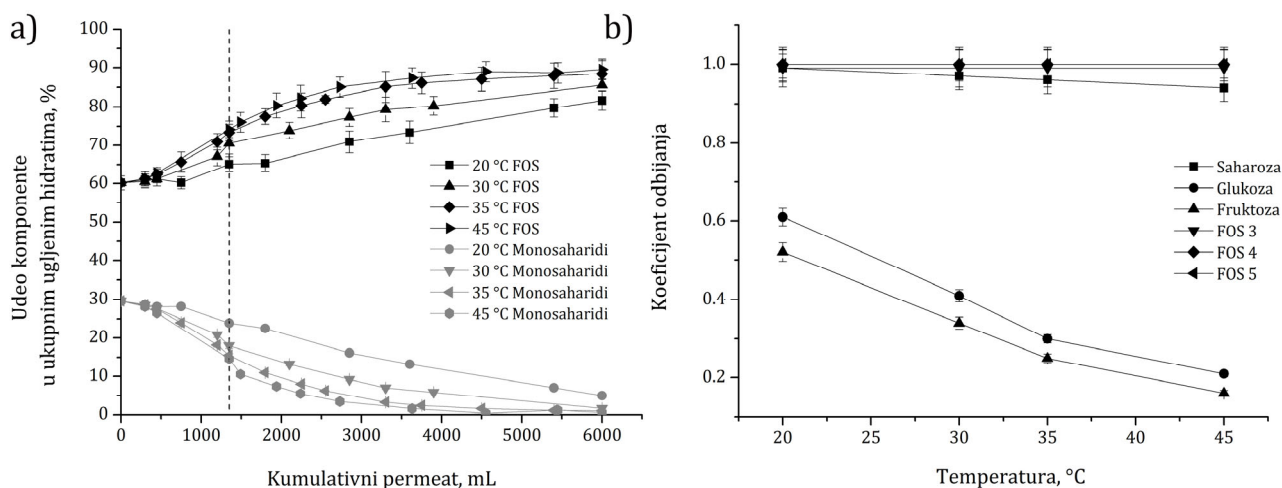 a)
100
90
80
70
60
50
40
30
20
10
0
Udeo komponente
u ukupnim ugljenim hidratima, %
20 °C FOS
30 °C FOS
35 °C FOS
45 °C FOS
20 °C Monosaharidi
30 °C Monosaharidi
35 °C Monosaharidi
45 °C Monosaharidi
0 1000 2000 3000 4000 5000 6000
Kumulativni permeat, mL
b)
1.0
0.8
0.6
0.4
0.2
Koeficijent odbijanja
Saharoza
Glukoza
Fruktoza
FOS 3
FOS 4
FOS 5
20 25 30 35 40 45
Temperatura, °C